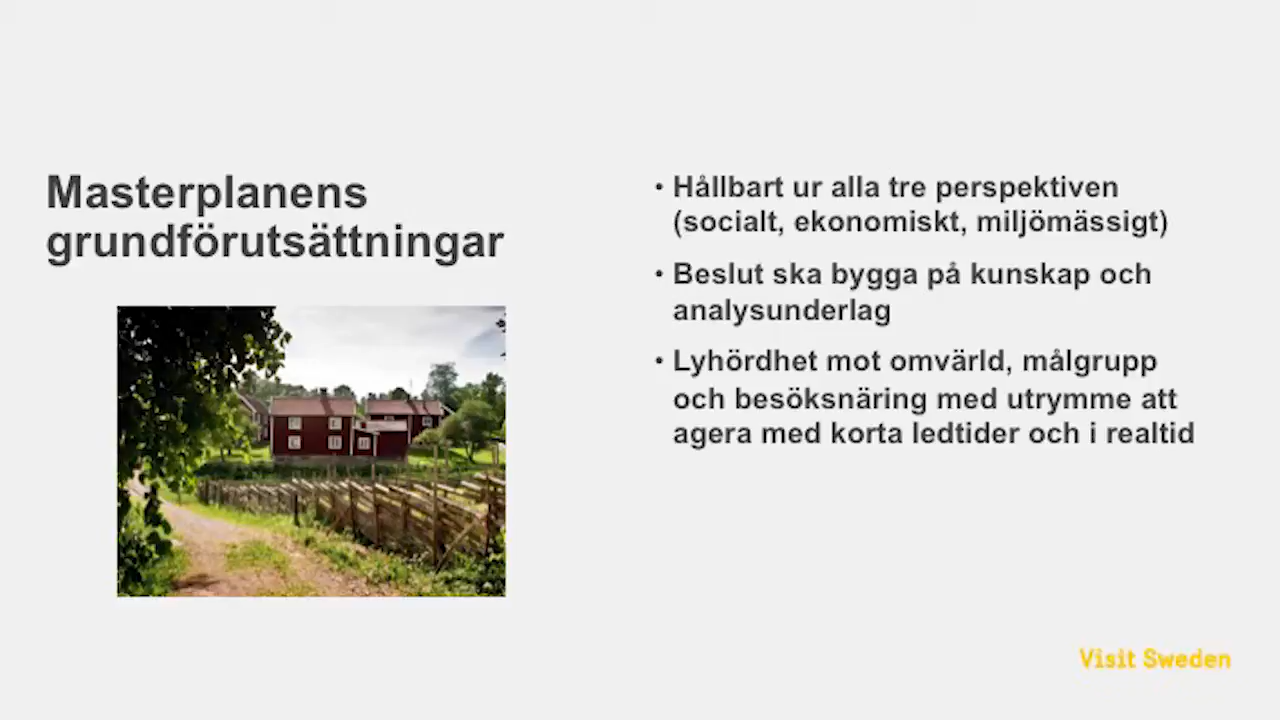 Masterplanens
grundförutsättningar
• Hållbart ur alla tre perspektiven
(socialt, ekonomiskt, miljömässigt)
• Beslut ska bygga på kunskap och
analysunderlag
• Lyhördhet mot omvärld, målgrupp
och besöksnäring med utrymme att
agera med korta ledtider och i realtid
Visit Sweden